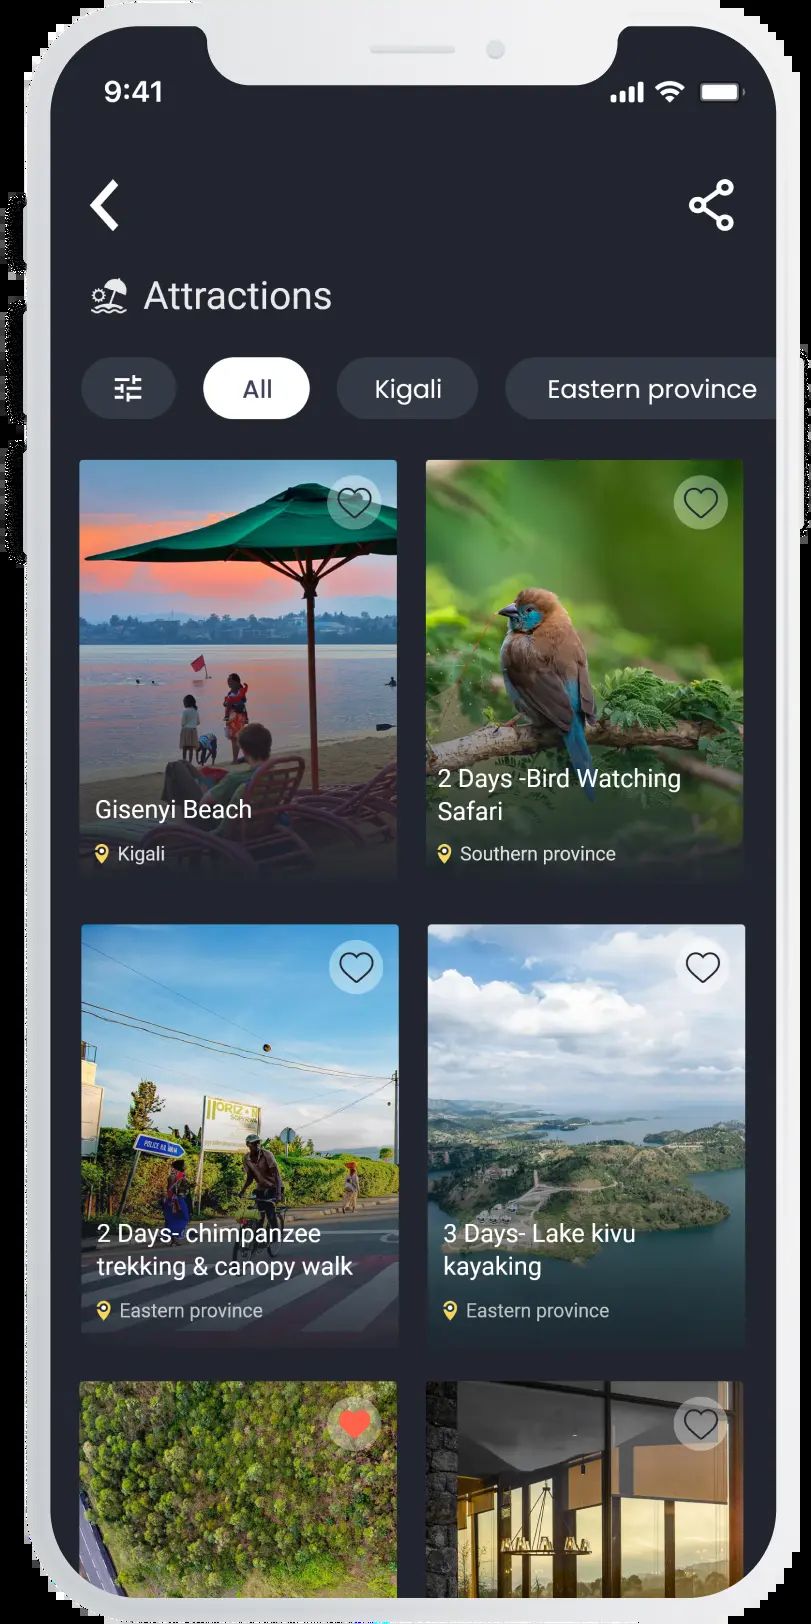 9:41
Attractions
All
Kigali
Eastern province
Gisenyi Beach
Kigali
2 Days -Bird Watching
Safari
Southern province
POLICE
2 Days- chimpanzee
trekking & canopy walk
Eastern province
3 Days- Lake kivu
kayaking
Eastern province